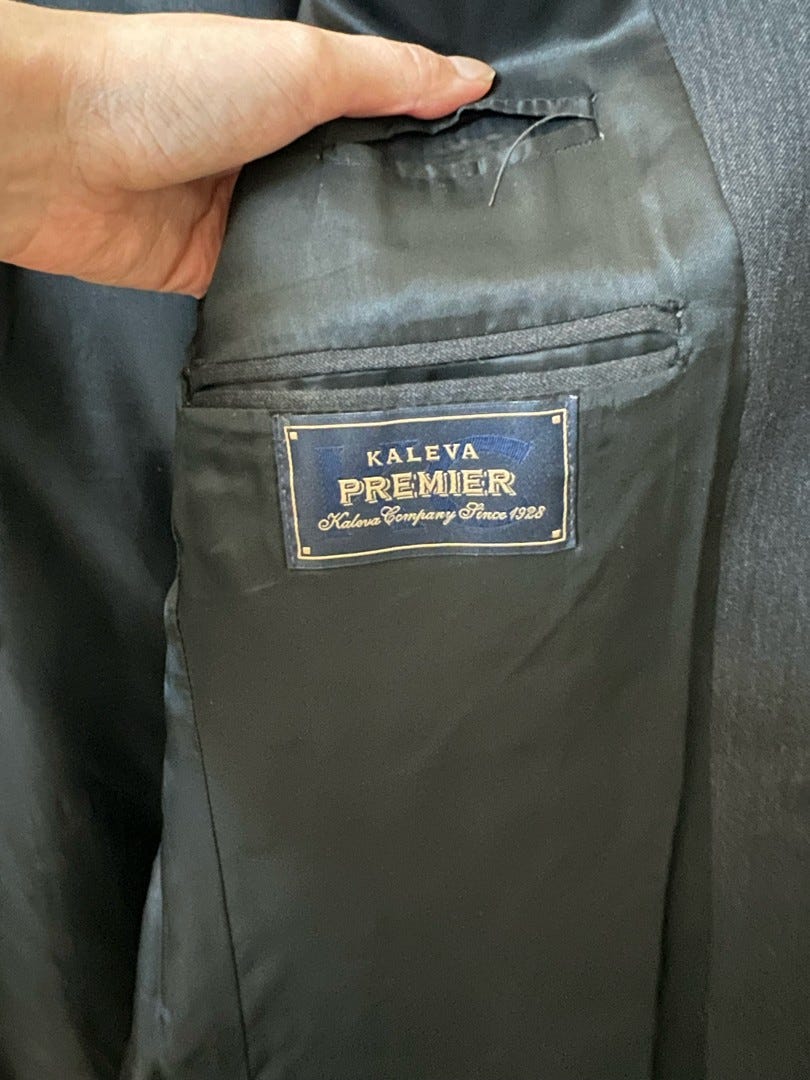 KALEVA
PREMIER
Kaleva Company Since 1928